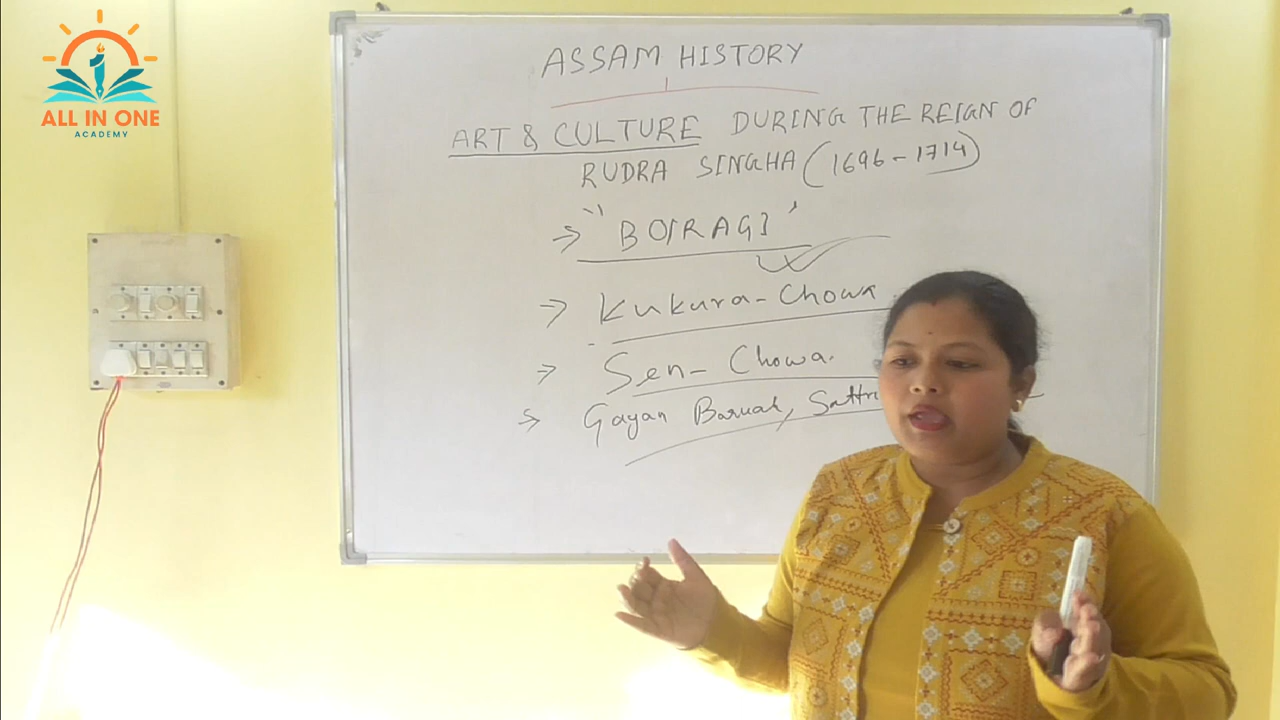 ALL IN ONE
ACADEMY
ASSAM HISTORY
ART & CULTURE DURING THE REIGN OF
RUDRA SINGHA (1696-1714)
→ "BOIRAGI"
→ Kukura-Chowa
→ Sen-Chowa.
→ Gayan Baruah,